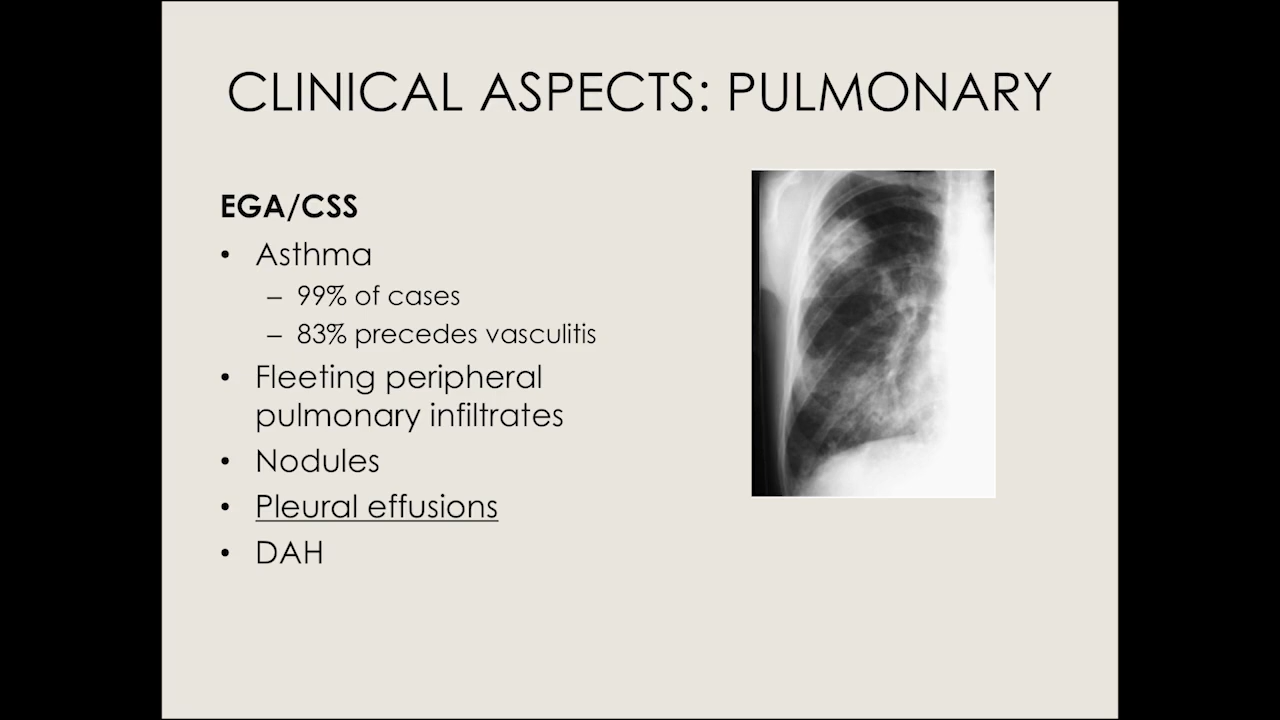 CLINICAL ASPECTS: PULMONARY
EGA/CSS
• Asthma
– 99% of cases
– 83% precedes vasculitis
• Fleeting peripheral
pulmonary infiltrates
• Nodules
• Pleural effusions
• DAH